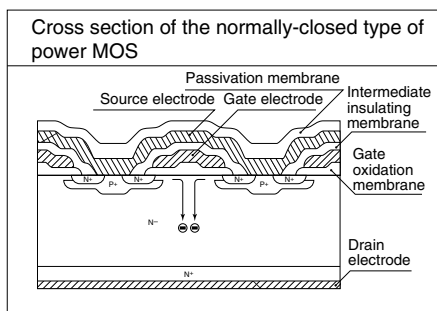 Cross section of the normally-closed type of
power MOS
Passivation membrane
Intermediate
insulating
membrane
Source electrode
Gate electrode
Gate
oxidation
membrane
N+
P+
N+
N+
P+
N+
N−
N+
Drain
electrode